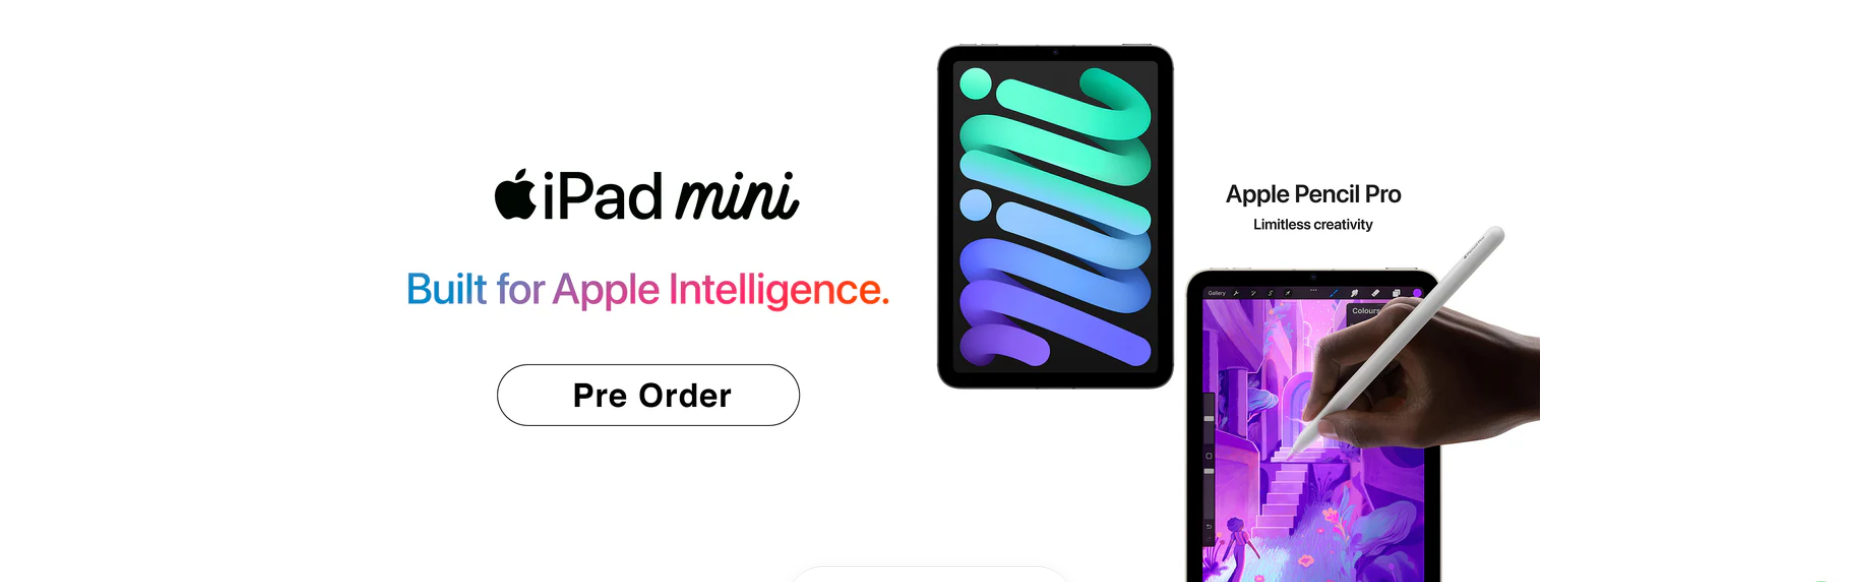 iPad mini
Built for Apple Intelligence.
Pre Order
Apple Pencil Pro
Limitless creativity
Gallery
Colours